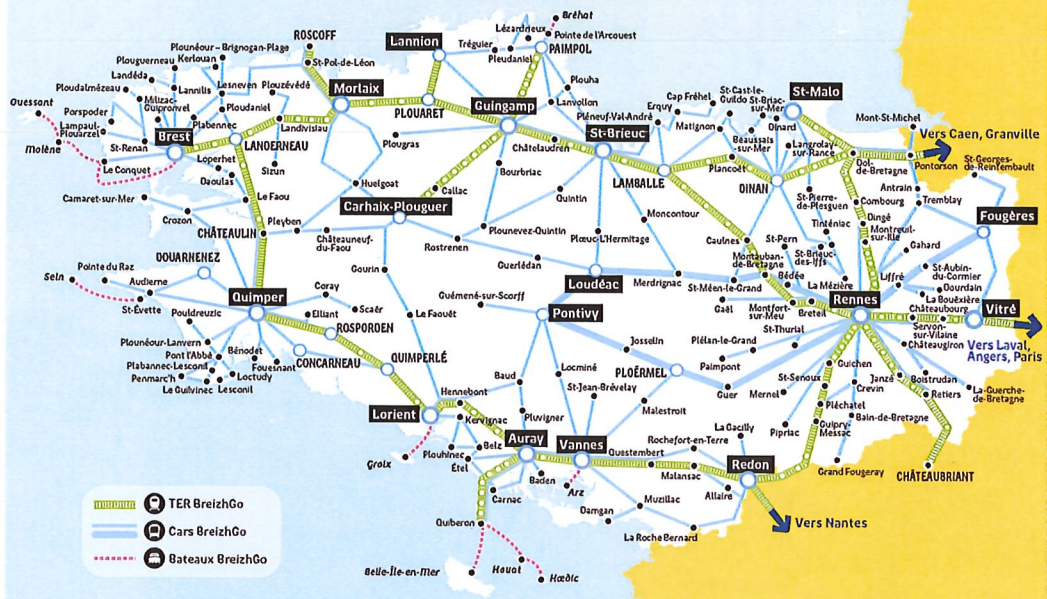 Bréhat
Lézardrieux
Pointe de l'Arcouest
ROSCOFF
Plounéour-Brignogan-Plage
Lannion
Tréguier
PAIMPOL
Plouguerneau
Kerlouan
St-Pol-de-Léon
Pleudaniel
Landéda
Lesneven
Plouzévédé
Morlaix
Plouha
Ploudalmézeau
Lannilis
Lanvollon
Ouessant
Milizac-
Guipronvel
Ploudaniel
PLOUARET
Guingamp
Pléneuf-Val-André
Erquy
Cap Fréhel
St-Cast-le-
Guildo
St-Briac-
sur-Mer
St-Malo
Porspoder
Lampaul-
Plouarzel
Plabennec
Landivisiau
Matignon
Dinard
Mont-St-Michel
Molène
St-Renan
Brest
LANDERNEAU
Plougras
Châtelaudren
St-Brieuc
Beaussais
-sur-Mer
Langrolay-
sur-Rance
Vers Caen, Granville
Le Conquet
Loperhet
Daoulas
Sizun
Bourbriac
LAMBALLE
Plancoët
Dol-
de-Bretagne
Pontorson
St-Georges-
de-Reintembault
Camaret-sur-Mer
Le Faou
Huelgoat
Callac
Quintin
DINAN
St-Pierre-
de-Plesguen
Antrain
Tremblay
Crozon
Pleyben
Carhaix-Plouguer
Moncontour
Combourg
Fougères
CHÂTEAULIN
Châteauneuf-
du-Faou
Rostrenen
Plounevez-Quintin
Plœuc-L'Hermitage
Caulnes
Tinténiac
Dingé
Montreuil-
sur-Ille
DOUARNENEZ
Gourin
Guerlédan
Montauban-
de-Bretagne
St-Pern
St-Brieuc-
des-Iffs
Gahard
Sein
Pointe du Raz
Audierne
Loudéac
Merdrignac
St-Méen-le-Grand
Bédée
La Mézière
Liffré
St-Aubin-
du-Cormier
Dourdain
St-Évette
Quimper
Coray
Scaër
Guémené-sur-Scorff
Gaël
Montfort-
sur-Meu
Breteil
Rennes
La Bouëxière
Châteaubourg
Vitré
Pouldreuzic
Elliant
Le Faouët
Pontivy
St-Thurial
Servon-
sur-Vilaine
Plounéour-Lanvern
ROSPORDEN
Plélan-le-Grand
Châteaugiron
Vers Laval,
Angers, Paris
Pont l'Abbé
Bénodet
Plabannec-Lesconil
Fouesnant
CONCARNEAU
QUIMPERLÉ
Josselin
PLOËRMEL
Paimpont
Guichen
Penmarc'h
Loctudy
Le Guilvinec
Lesconil
Baud
Locminé
Guer
Mernel
St-Senoux
Crevin
Janzé
Boistrudan
Retiers
La-Guerche-
de-Bretagne
Hennebont
St-Jean-Brévelay
Malestroit
Pléchatel
Bain-de-Bretagne
Lorient
Kervignac
Pluvigner
La Gacilly
Pipriac
Guipry-
Messac
Belz
Auray
Vannes
Rochefort-en-Terre
Groix
Plouhinec
Étel
Questembert
Redon
Grand Fougeray
CHÂTEAUBRIANT
Baden
Arz
Malansac
Carnac
Muzillac
Allaire
Damgan
Quiberon
La Roche Bernard
Vers Nantes
Belle-Île-en-Mer
Houat
Hœdic
TER BreizhGo
Cars BreizhGo
Bateaux BreizhGo